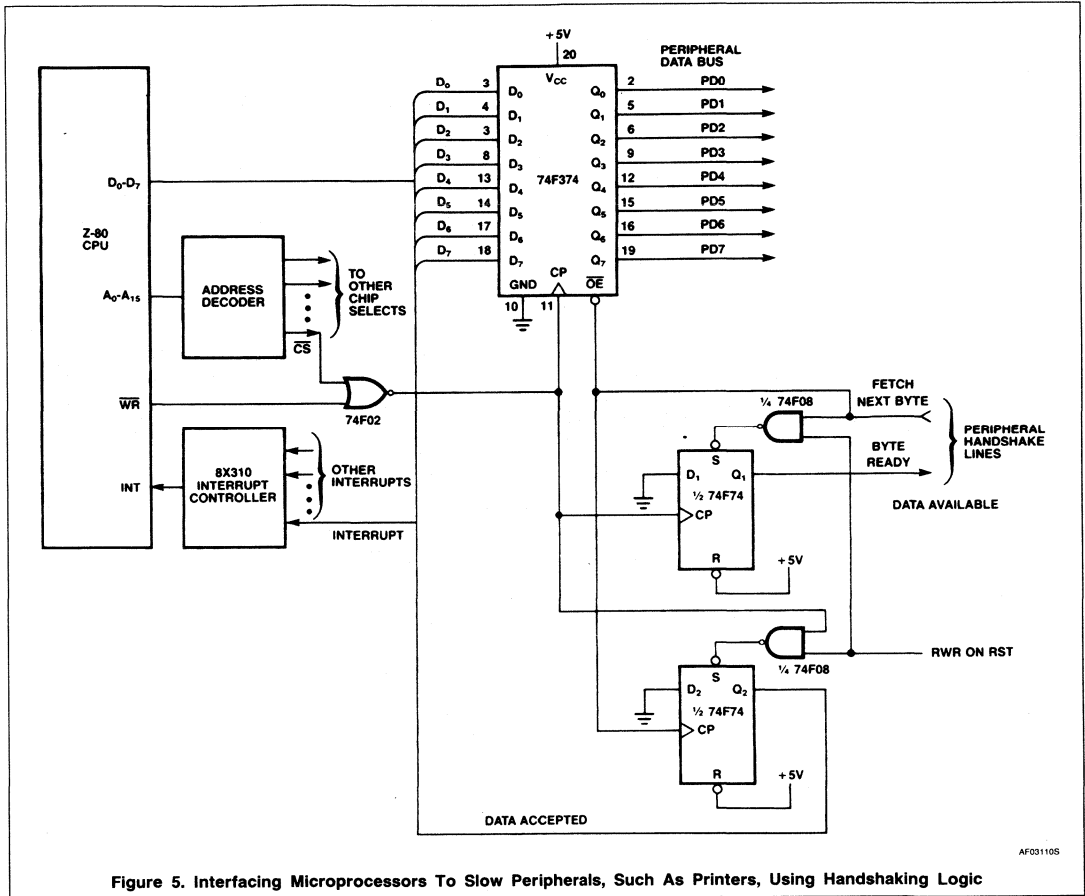 +5V
20
V_CC
PERIPHERAL
DATA BUS
D₀ 3 D₀ Q₀ 2 PD0
D₁ 4 D₁ Q₁ 5 PD1
D₂ 3 D₂ Q₂ 6 PD2
D₃ 8 D₃ Q₃ 9 PD3
74F374
D₄ 13 D₄ Q₄ 12 PD4
D₅ 14 D₅ Q₅ 15 PD5
D₆ 17 D₆ Q₆ 16 PD6
D₇ 18 D₇ Q₇ 19 PD7
GND CP O̅E̅
10 11
D₀-D₇
Z-80
CPU
A₀-A₁₅
W̅R̅
INT
ADDRESS
DECODER
TO
OTHER
CHIP
SELECTS
C̅S̅
74F02
8X310
INTERRUPT
CONTROLLER
OTHER
INTERRUPTS
INTERRUPT
FETCH
NEXT BYTE
¼ 74F08
PERIPHERAL
HANDSHAKE
LINES
BYTE
READY
DATA AVAILABLE
S
D₁ Q₁
½ 74F74
CP
R
+5V
RWR ON RST
¼ 74F08
S
D₂ Q₂
½ 74F74
CP
R
+5V
DATA ACCEPTED
AF03110S
Figure 5. Interfacing Microprocessors To Slow Peripherals, Such As Printers, Using Handshaking Logic